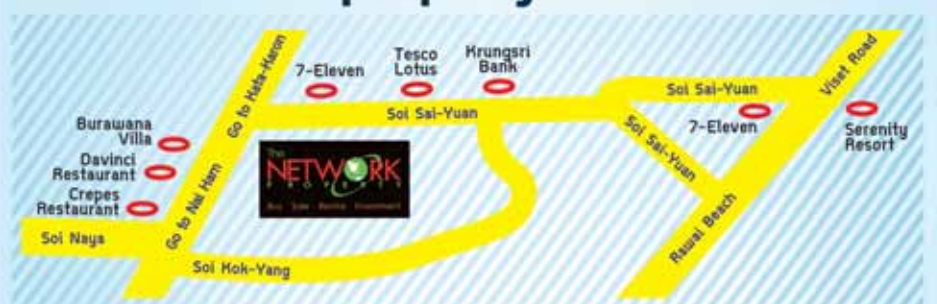 Go to Kata-Karon
7-Eleven
Tesco
Lotus
Krungsri
Bank
Soi Sai-Yuan
Soi Sai-Yuan
Viset Road
7-Eleven
Serenity
Resort
Soi Sai-Yuan
Burawana
Villa
Davinci
Restaurant
Crepes
Restaurant
Go to Nai Harn
The
NETWORK
PROPERTY
Buy Sale Rental Investment
Rawai Beach
Soi Naya
Soi Kok-Yang